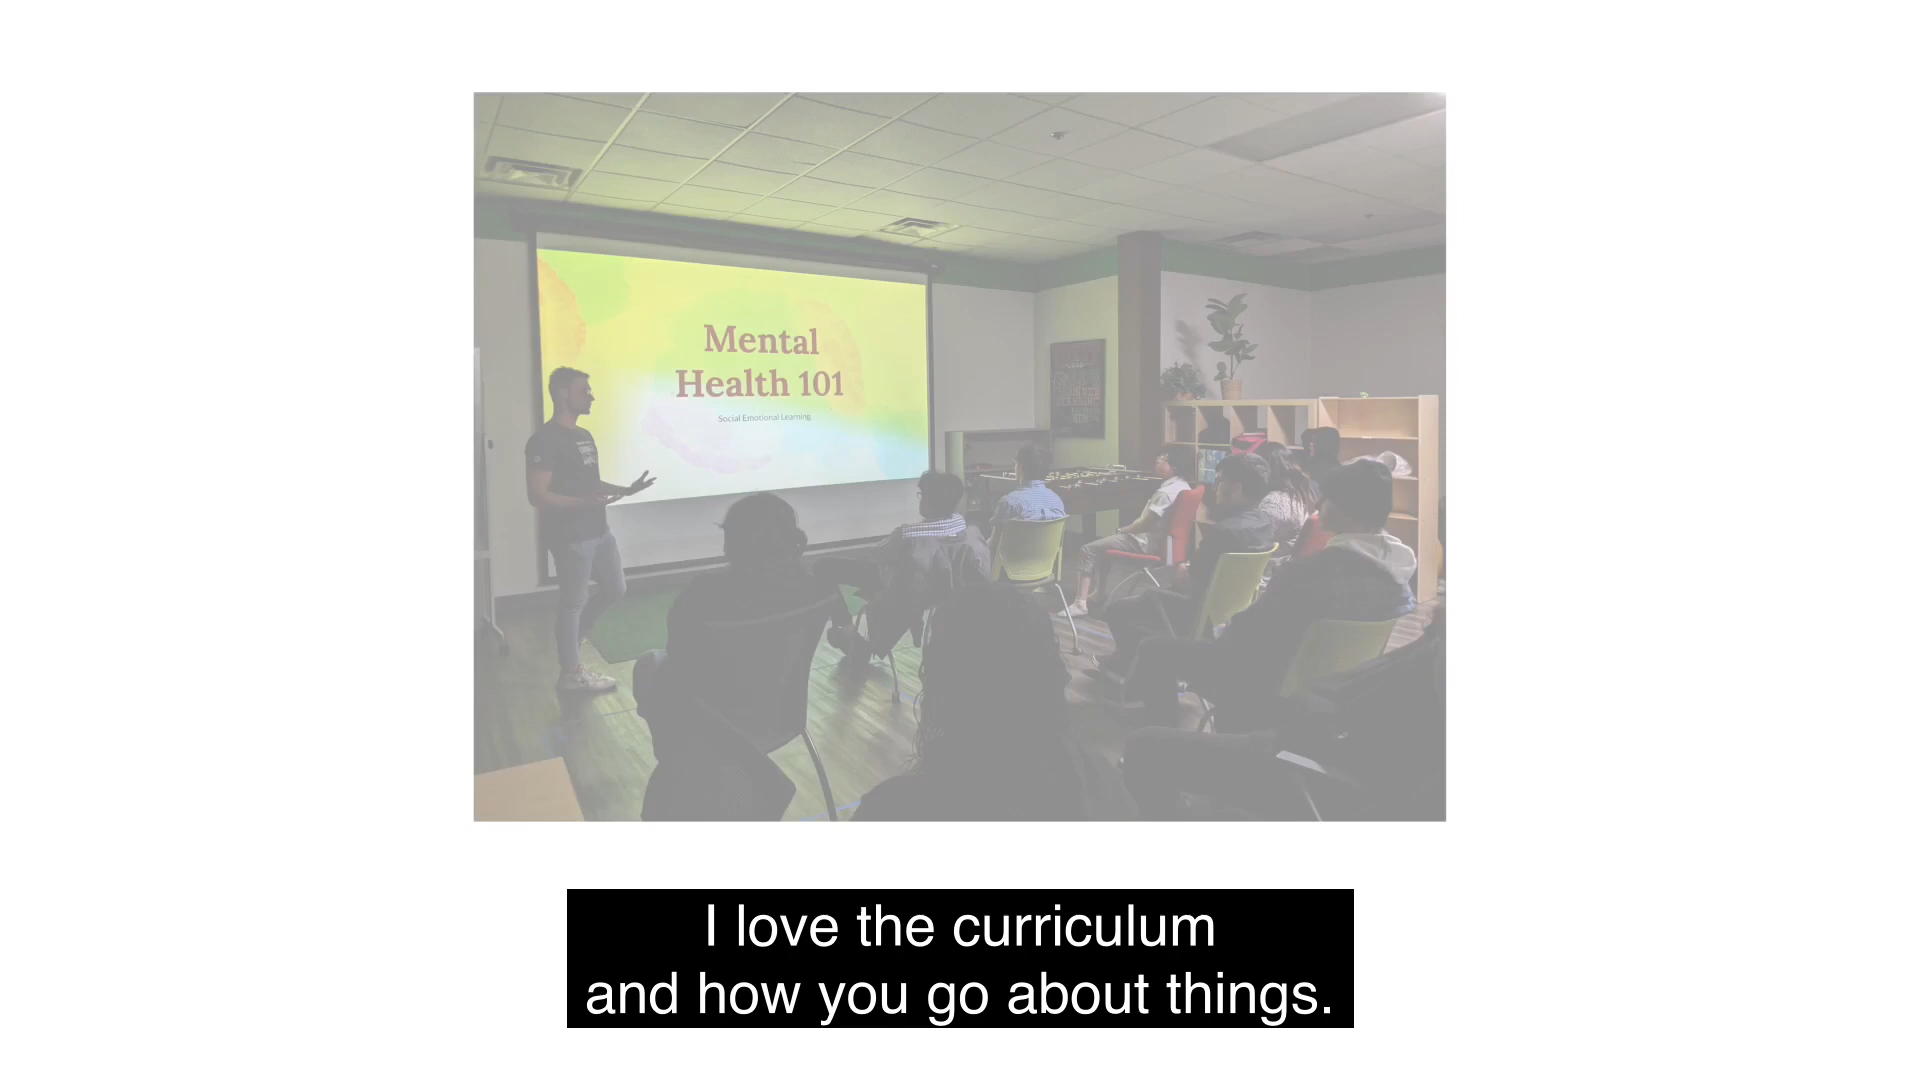 Mental
Health 101
Social Emotional Learning
I love the curriculum
and how you go about things.